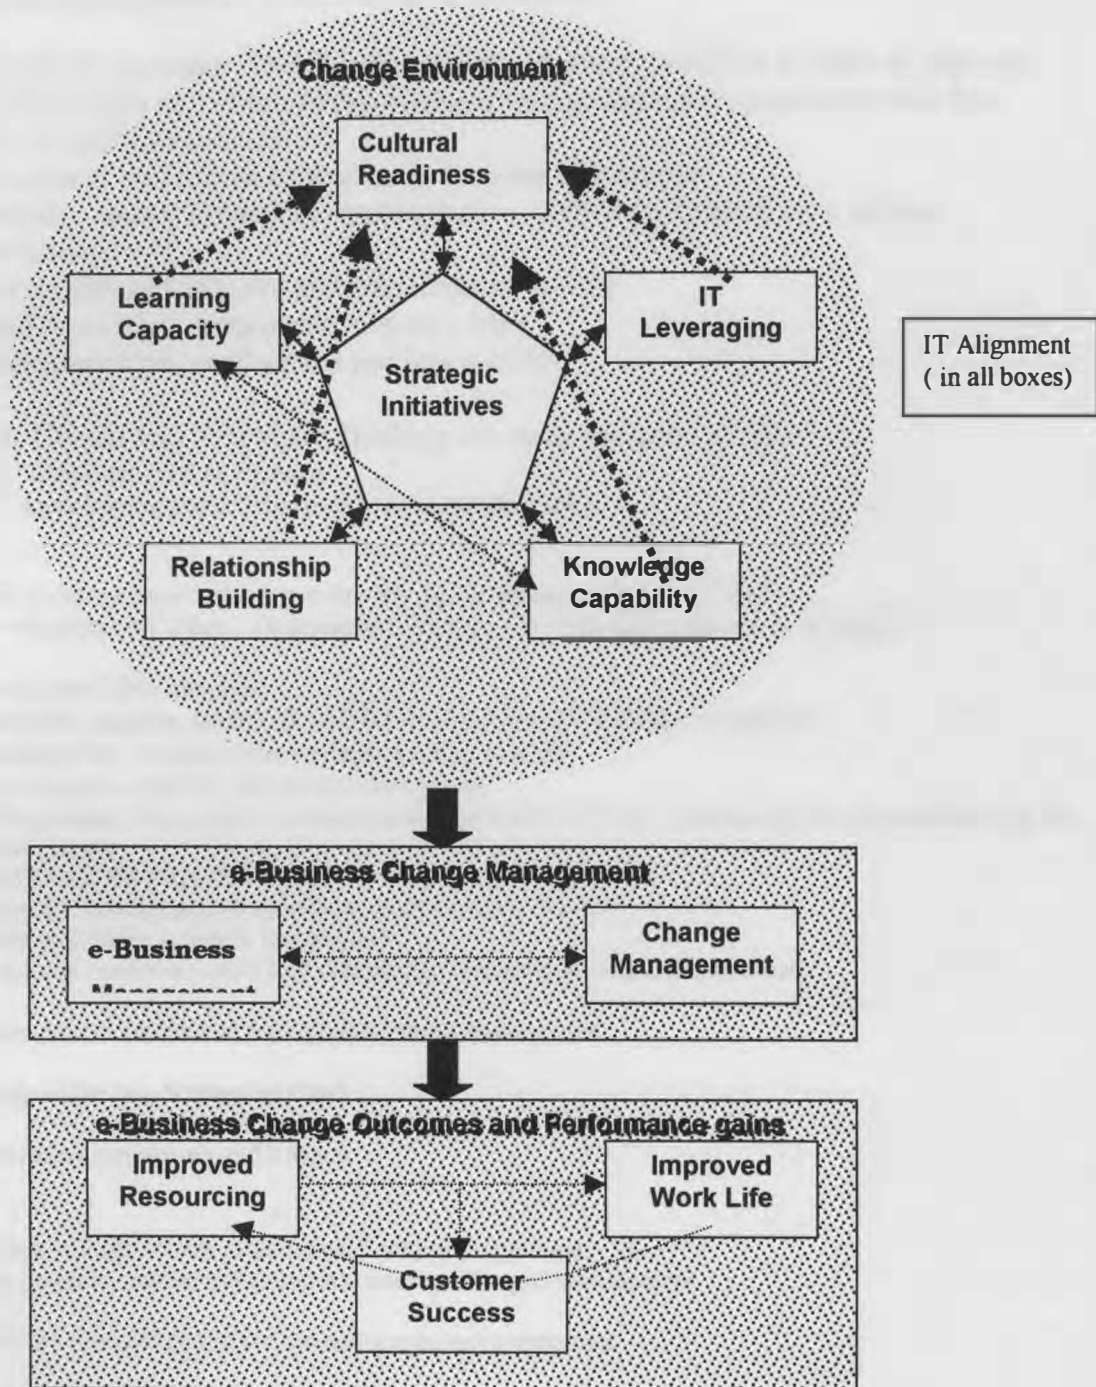 Change Environment
Cultural
Readiness
Learning
Capacity
IT
Leveraging
IT Alignment
( in all boxes)
Strategic
Initiatives
Relationship
Building
Knowledge
Capability
e-Business Change Management
e-Business
Management
Change
Management
e-Business Change Outcomes and Performance gains
Improved
Resourcing
Improved
Work Life
Customer
Success